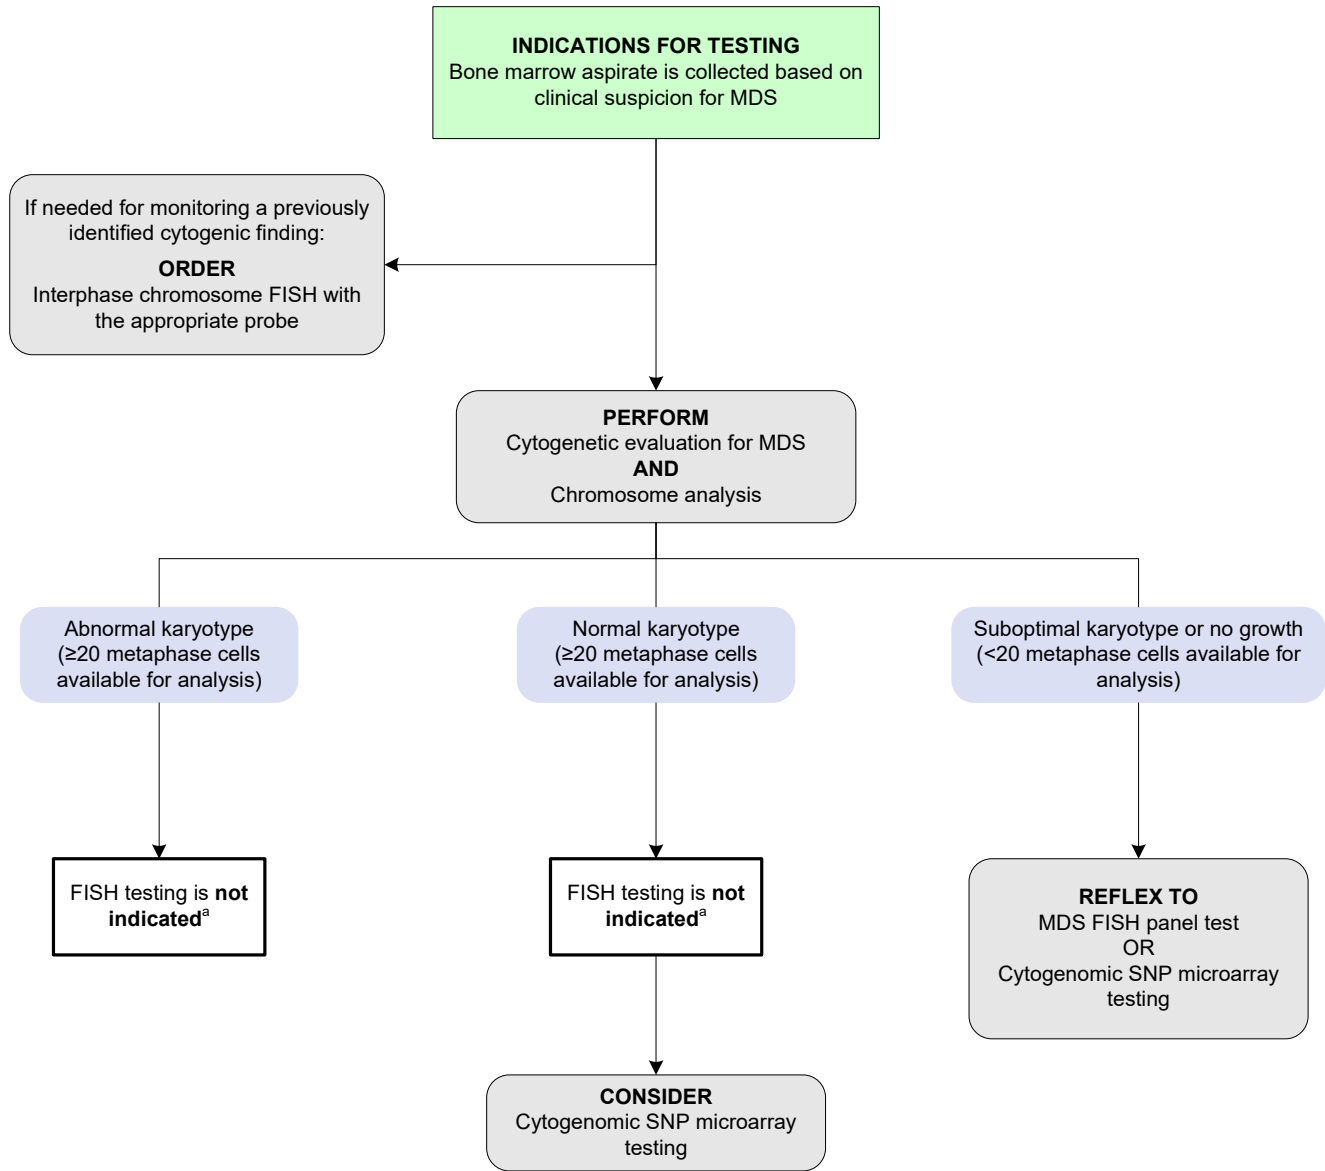 INDICATIONS FOR TESTING
Bone marrow aspirate is collected based on
clinical suspicion for MDS
If needed for monitoring a previously
identified cytogenic finding:
ORDER
Interphase chromosome FISH with
the appropriate probe
PERFORM
Cytogenetic evaluation for MDS
AND
Chromosome analysis
Abnormal karyotype
(≥20 metaphase cells
available for analysis)
Normal karyotype
(≥20 metaphase cells
available for analysis)
Suboptimal karyotype or no growth
(<20 metaphase cells available for
analysis)
FISH testing is not
indicatedᵃ
FISH testing is not
indicatedᵃ
REFLEX TO
MDS FISH panel test
OR
Cytogenomic SNP microarray
testing
CONSIDER
Cytogenomic SNP microarray
testing